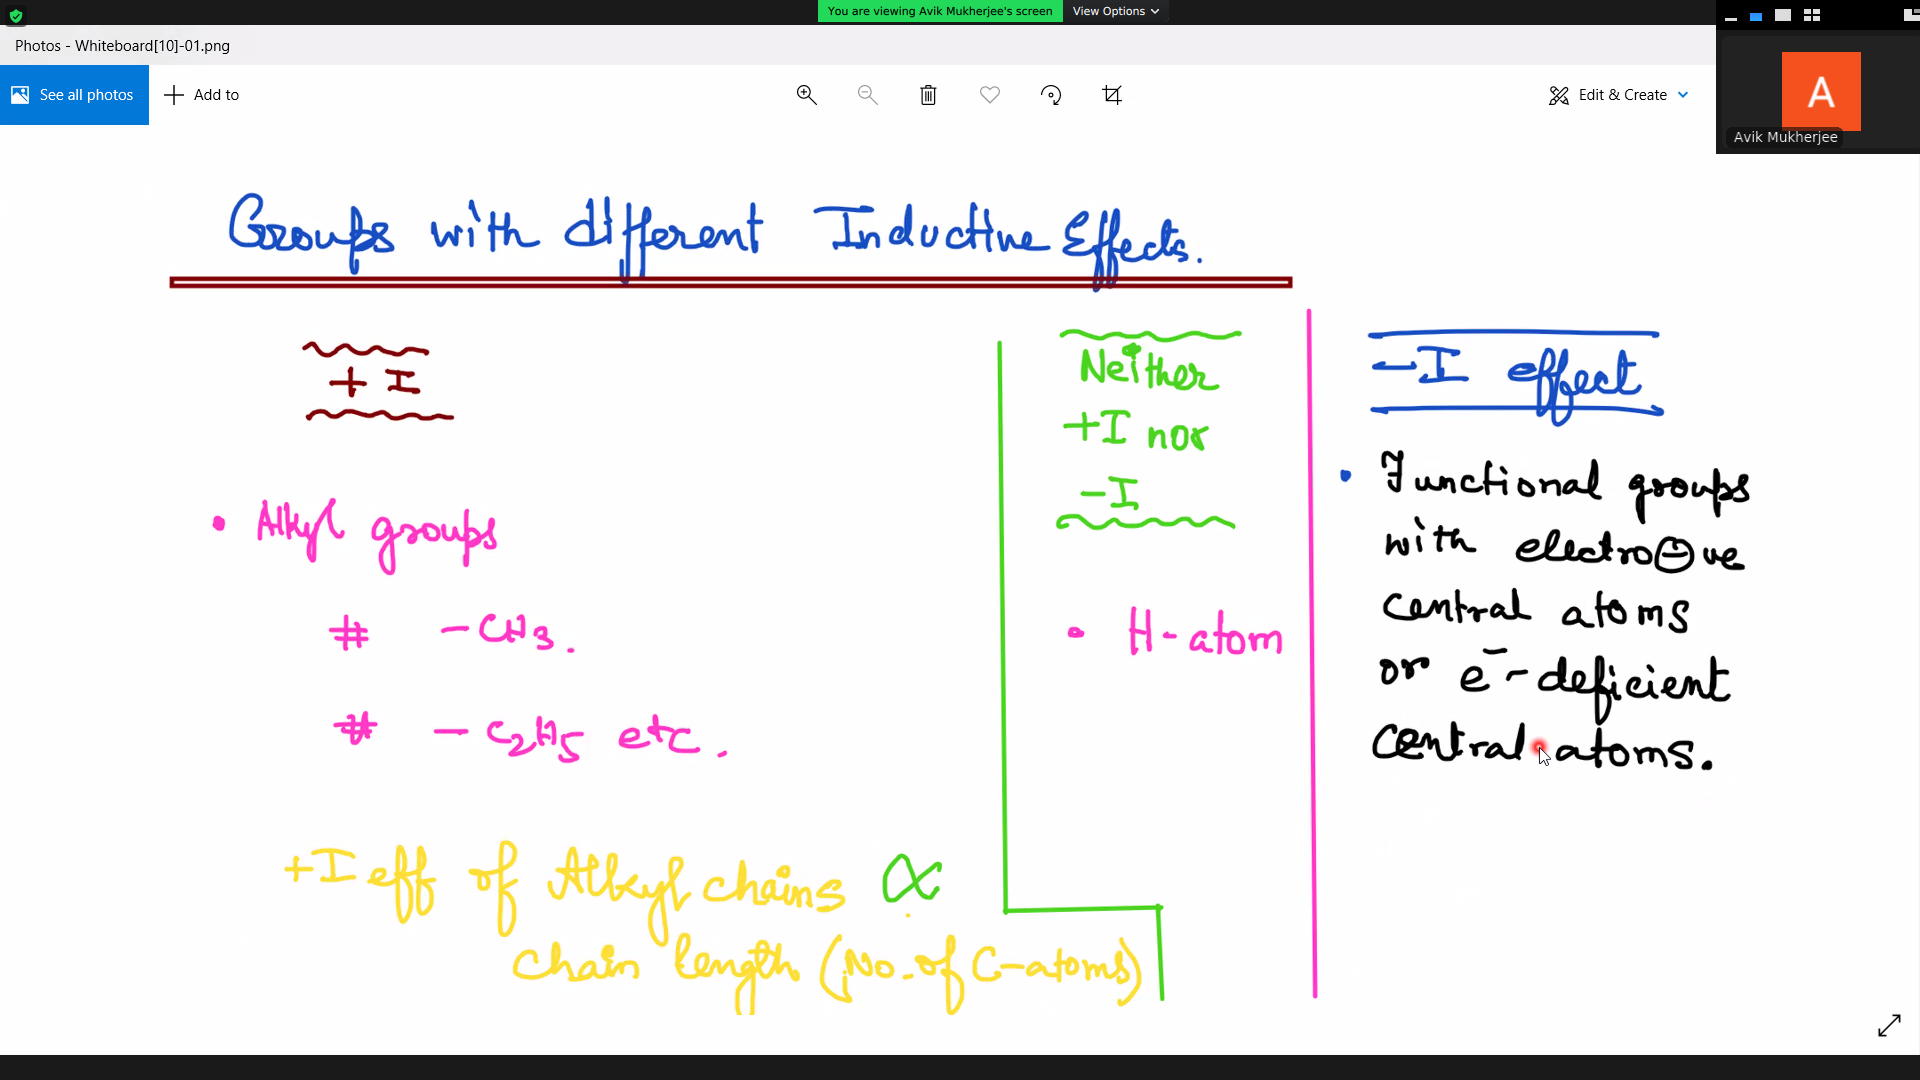 You are viewing Avik Mukherjee's screen
View Options
Photos - Whiteboard[10]-01.png
See all photos
Add to
Edit & Create
A
Avik Mukherjee
Groups with different Inductive Effects.
+ I
• Alkyl groups
# -CH3.
# - C2H5 etc.
+I eff of Alkyl chains ∝
chain length (No. of C-atoms)
Neither
+I nor
-I
• H-atom
-I effect
• Functional groups
with electro⊖ve
central atoms
or e⁻-deficient
central atoms.